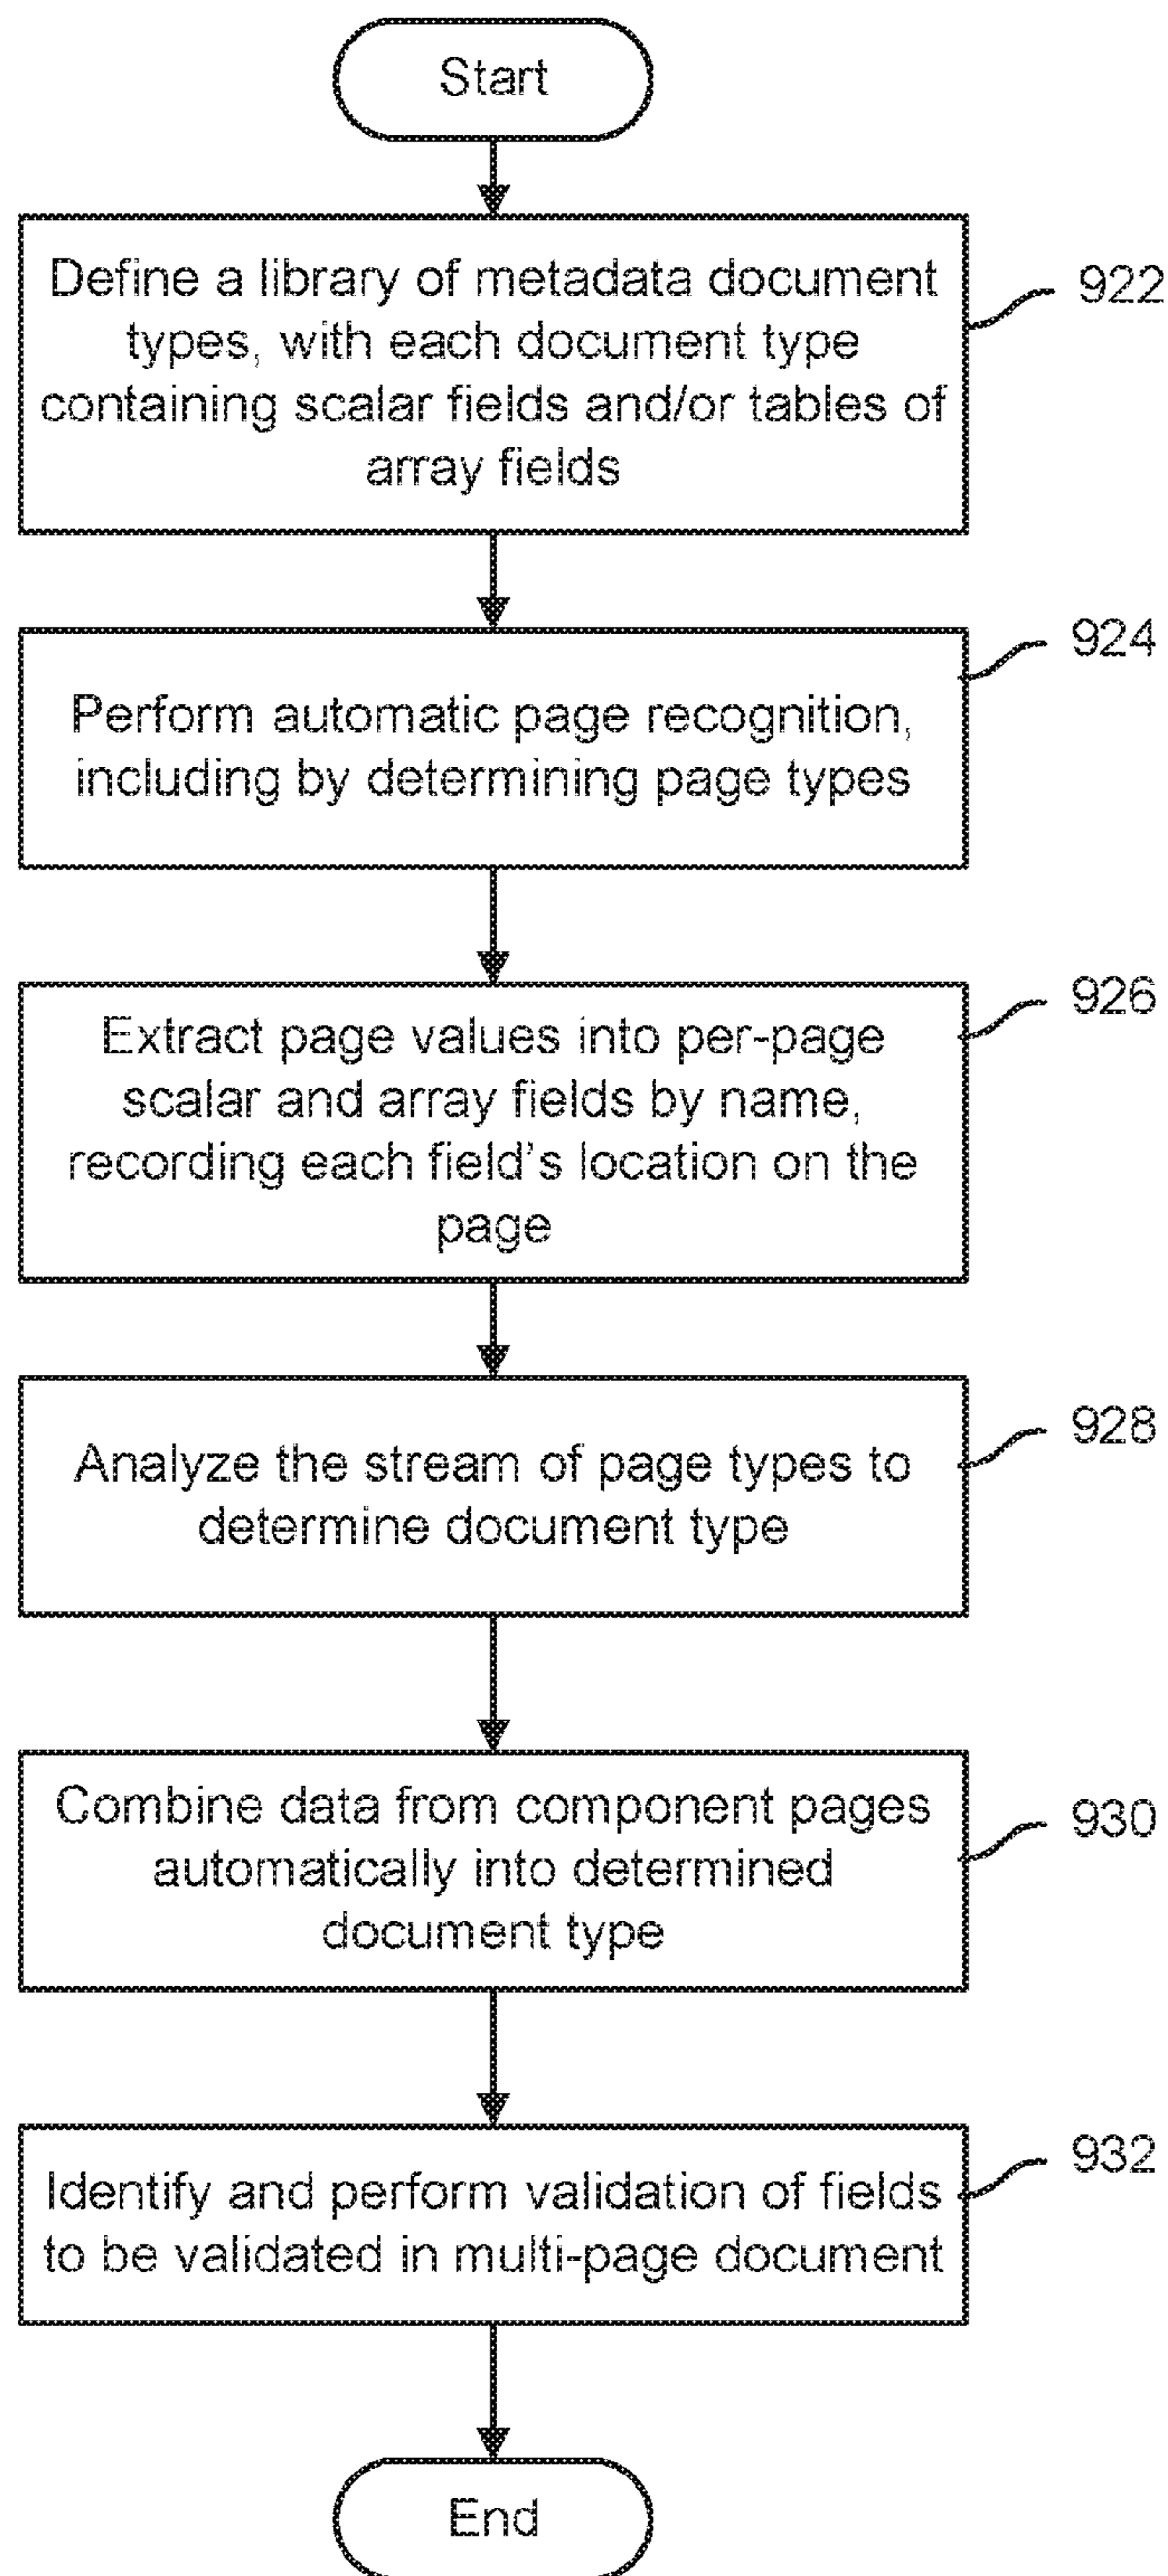 Start
Define a library of metadata document
types, with each document type
containing scalar fields and/or tables of
array fields
922
Perform automatic page recognition,
including by determining page types
924
Extract page values into per-page
scalar and array fields by name,
recording each field's location on the
page
926
Analyze the stream of page types to
determine document type
928
Combine data from component pages
automatically into determined
document type
930
Identify and perform validation of fields
to be validated in multi-page document
932
End